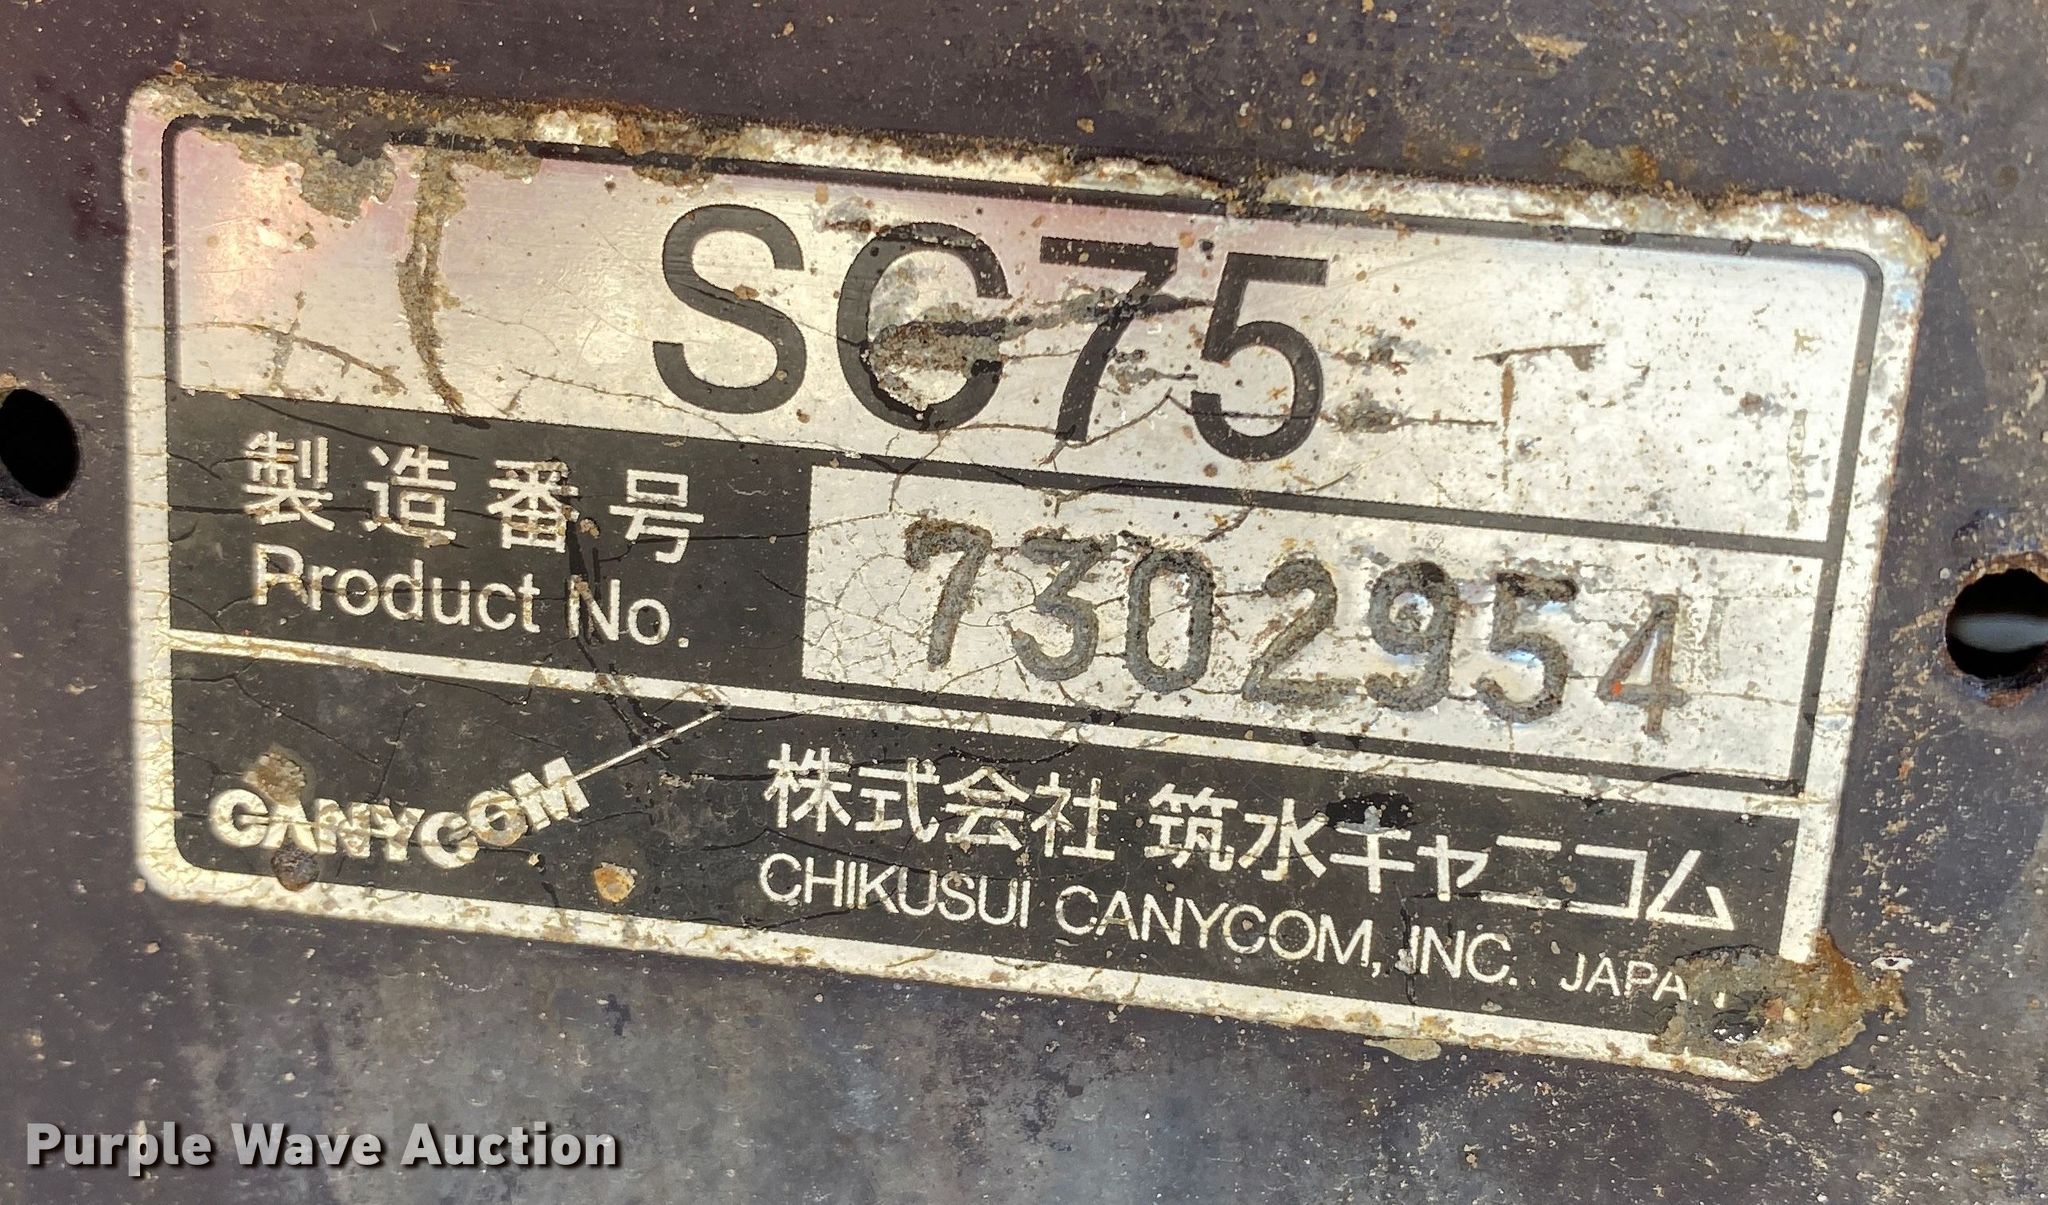 SC75
製造番号
Product No.
7302954
CANYCOM
株式会社 筑水キャニコム
CHIKUSUI CANYCOM, INC. JAPAN
Purple Wave Auction